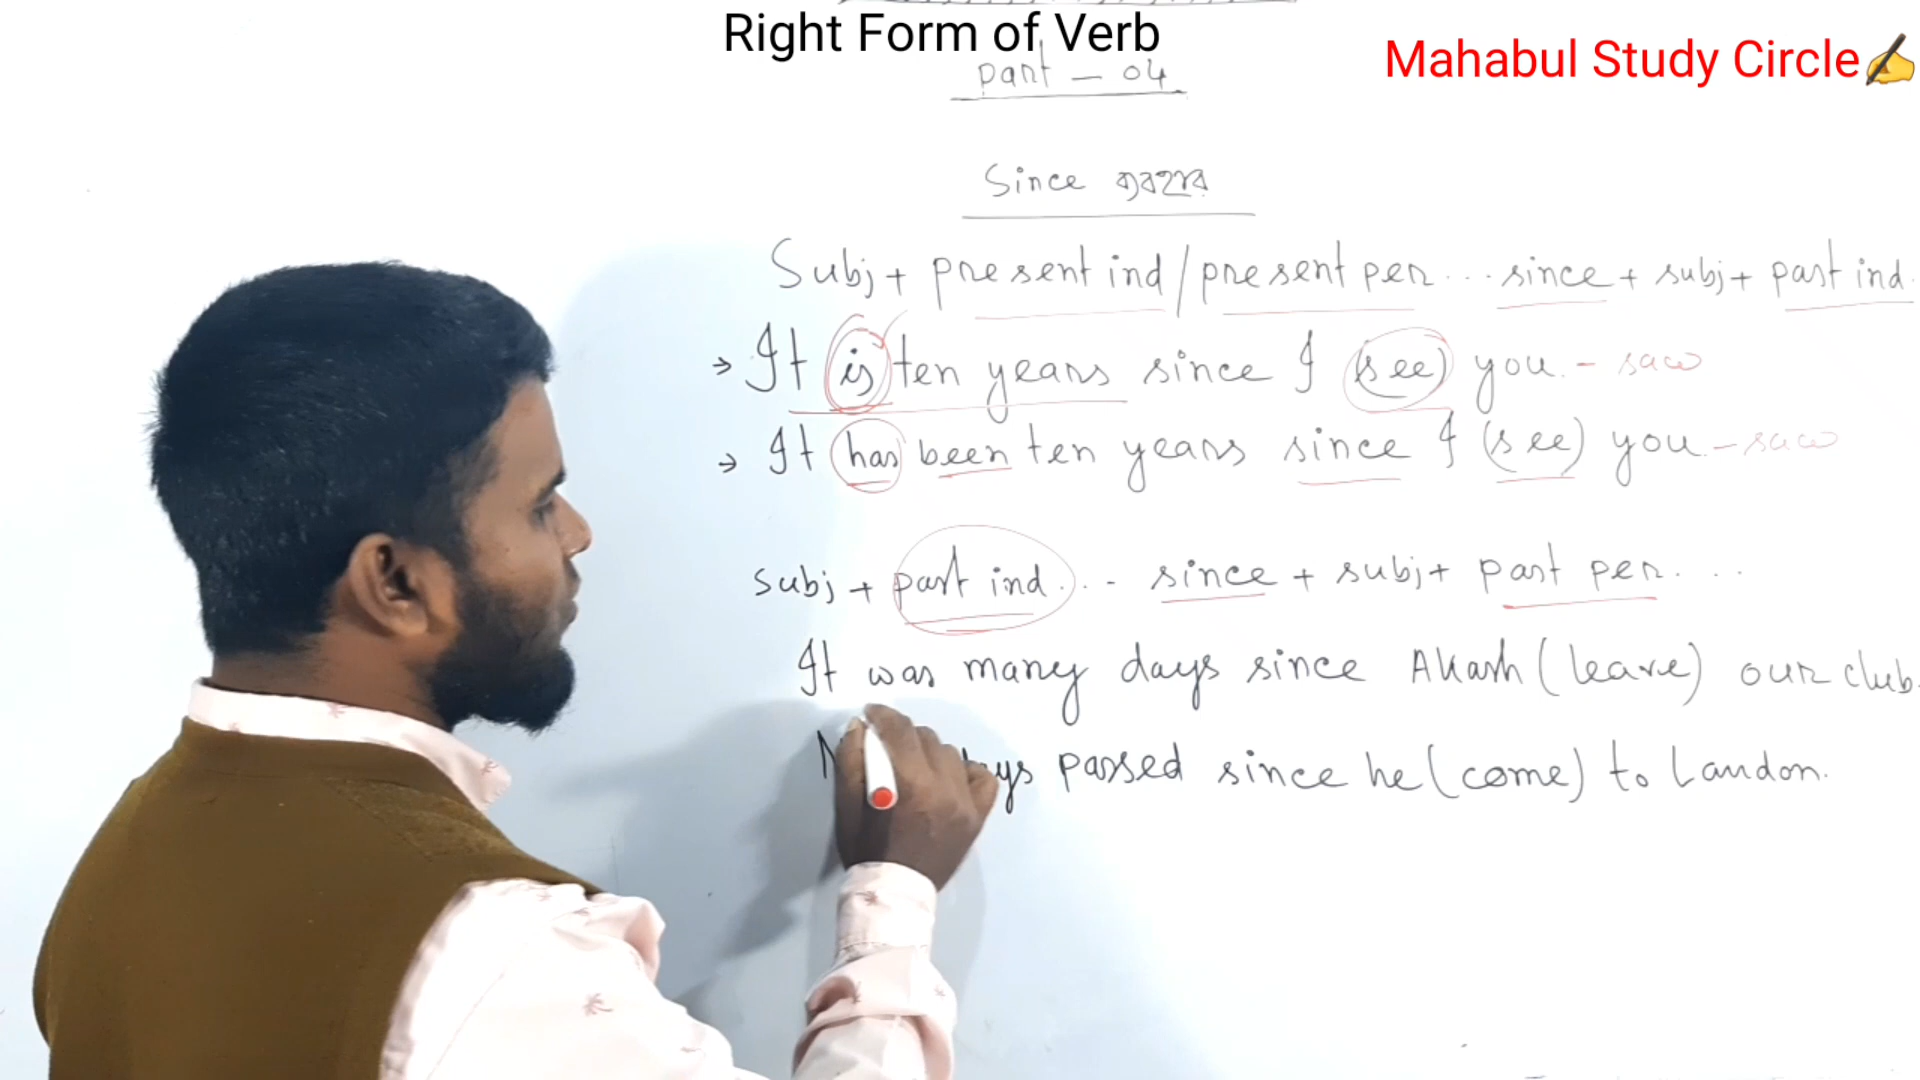 Right Form of Verb
Mahabul Study Circle✍
part - 04
Since ব্যবহার
Subj + present ind / present per ... since + subj + past ind.
→ It is ten years since I (see) you. - saw
→ It has been ten years since I (see) you - saw
subj + past ind... - since + subj + past per....
It was many days since Akash (leave) our club.
passed since he (come) to Landon.